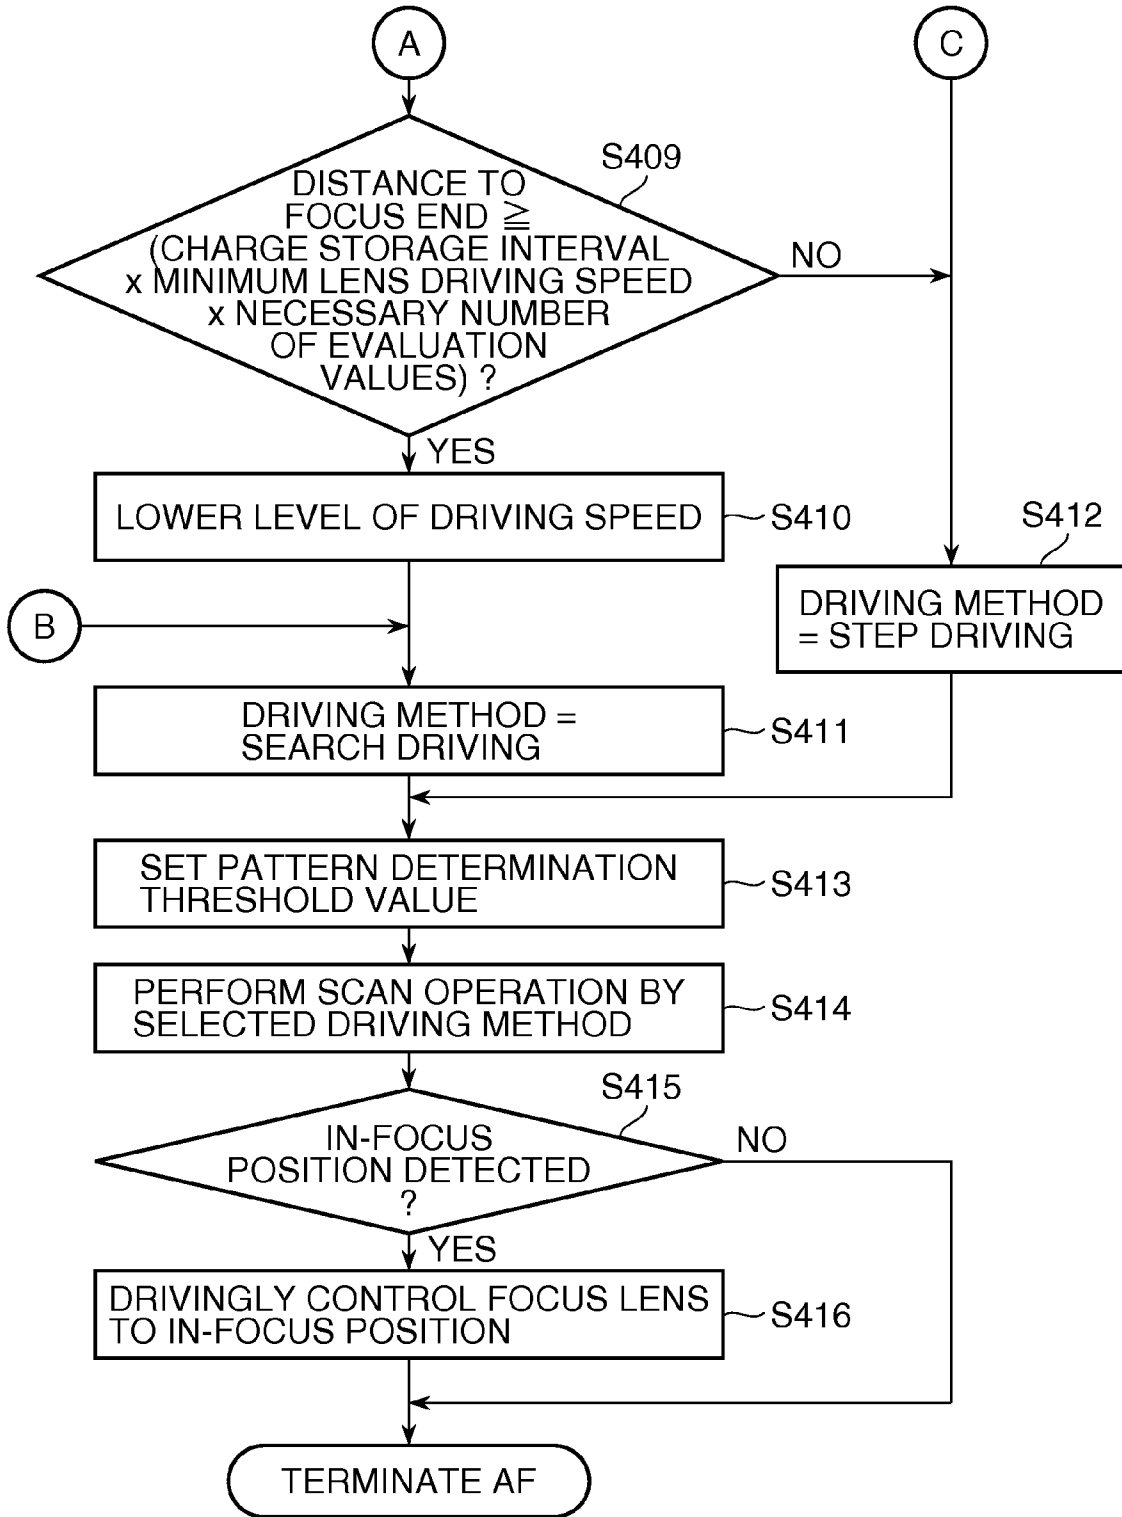 A
C
S409
DISTANCE TO
FOCUS END ≧
(CHARGE STORAGE INTERVAL
x MINIMUM LENS DRIVING SPEED
x NECESSARY NUMBER
OF EVALUATION
VALUES) ?
NO
YES
LOWER LEVEL OF DRIVING SPEED
S410
S412
DRIVING METHOD
= STEP DRIVING
B
DRIVING METHOD =
SEARCH DRIVING
S411
SET PATTERN DETERMINATION
THRESHOLD VALUE
S413
PERFORM SCAN OPERATION BY
SELECTED DRIVING METHOD
S414
S415
IN-FOCUS
POSITION DETECTED
?
NO
YES
DRIVINGLY CONTROL FOCUS LENS
TO IN-FOCUS POSITION
S416
TERMINATE AF